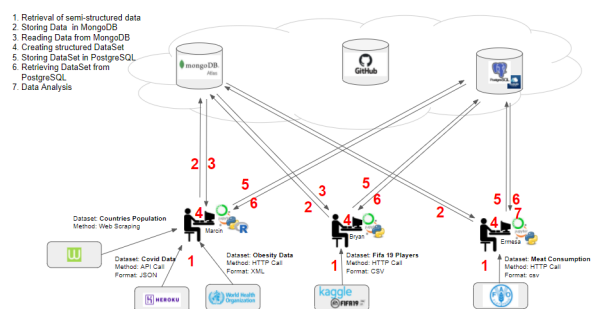 1. Retrieval of semi-structured data
2. Storing Data in MongoDB
3. Reading Data from MongoDB
4. Creating structured DataSet
5. Storing DataSet in PostgreSQL
6. Retrieving DataSet from
PostgreSQL
7. Data Analysis
mongoDB.
Atlas
GitHub
PostgreSQL
2
3
5
6
3
2
5
6
2
5
6
7
4
4
4
Marcin
Bryan
Ermesa
R
Dataset: Countries Population
Method: Web Scraping
W
Dataset: Covid Data
Method: API Call
Format: JSON
1
Dataset: Obesity Data
Method: HTTP Call
Format: XML
1
Dataset: Fifa 19 Players
Method: HTTP Call
Format: CSV
1
Dataset: Meat Consumption
Method: HTTP Call
Format: csv
HEROKU
World Health
Organization
kaggle
FIFA19
FAO